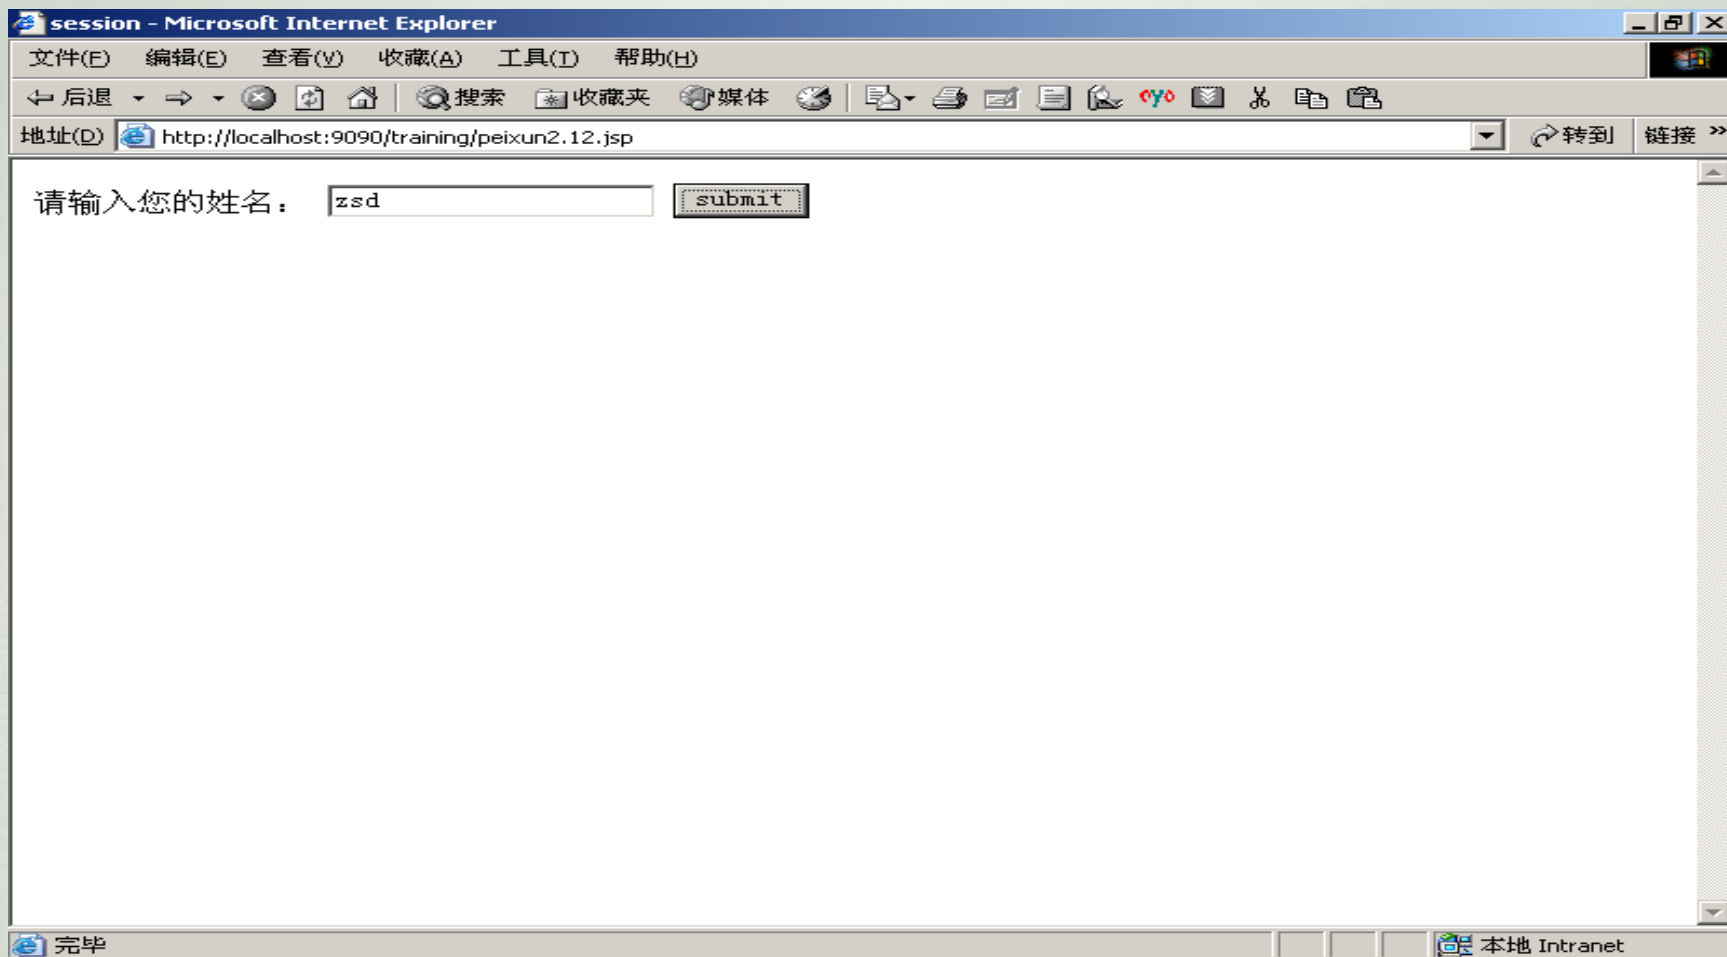 session - Microsoft Internet Explorer
文件(F) 编辑(E) 查看(V) 收藏(A) 工具(T) 帮助(H)
后退 搜索 收藏夹 媒体
地址(D) http://localhost:9090/training/peixun2.12.jsp 转到 链接 »
请输入您的姓名： zsd submit
完毕 本地 Intranet